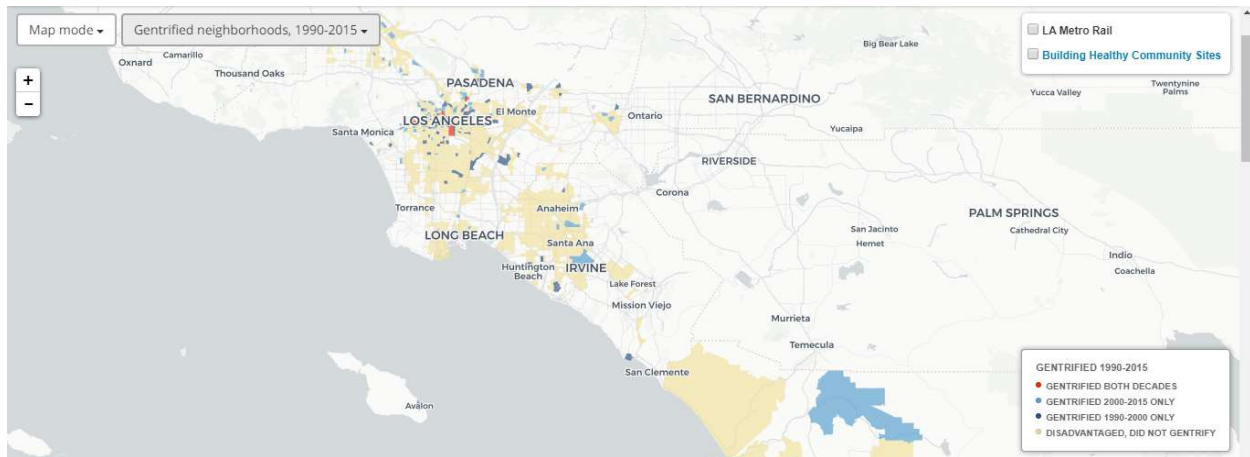 Map mode
Gentrified neighborhoods, 1990-2015
LA Metro Rail
Building Healthy Community Sites
+
−
Oxnard
Camarillo
Thousand Oaks
PASADENA
Big Bear Lake
SAN BERNARDINO
Yucca Valley
Twentynine
Palms
LOS ANGELES
El Monte
Ontario
Santa Monica
Yucaipa
RIVERSIDE
Corona
Torrance
Anaheim
PALM SPRINGS
LONG BEACH
Santa Ana
San Jacinto
Cathedral City
Hemet
Huntington
Beach
IRVINE
Indio
Lake Forest
Coachella
Mission Viejo
Murrieta
Temecula
San Clemente
Avalon
GENTRIFIED 1990-2015
GENTRIFIED BOTH DECADES
GENTRIFIED 2000-2015 ONLY
GENTRIFIED 1990-2000 ONLY
DISADVANTAGED, DID NOT GENTRIFY